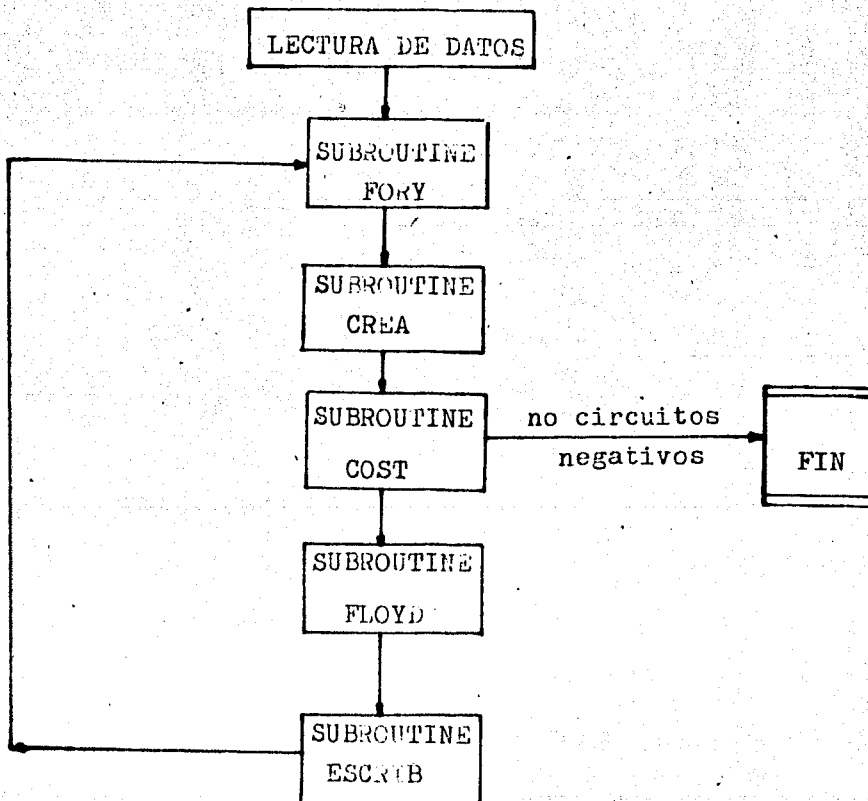 LECTURA DE DATOS
SUBROUTINE
FORY
SUBROUTINE
CREA
SUBROUTINE
COST
no circuitos
negativos
FIN
SUBROUTINE
FLOYD
SUBROUTINE
ESCRIB